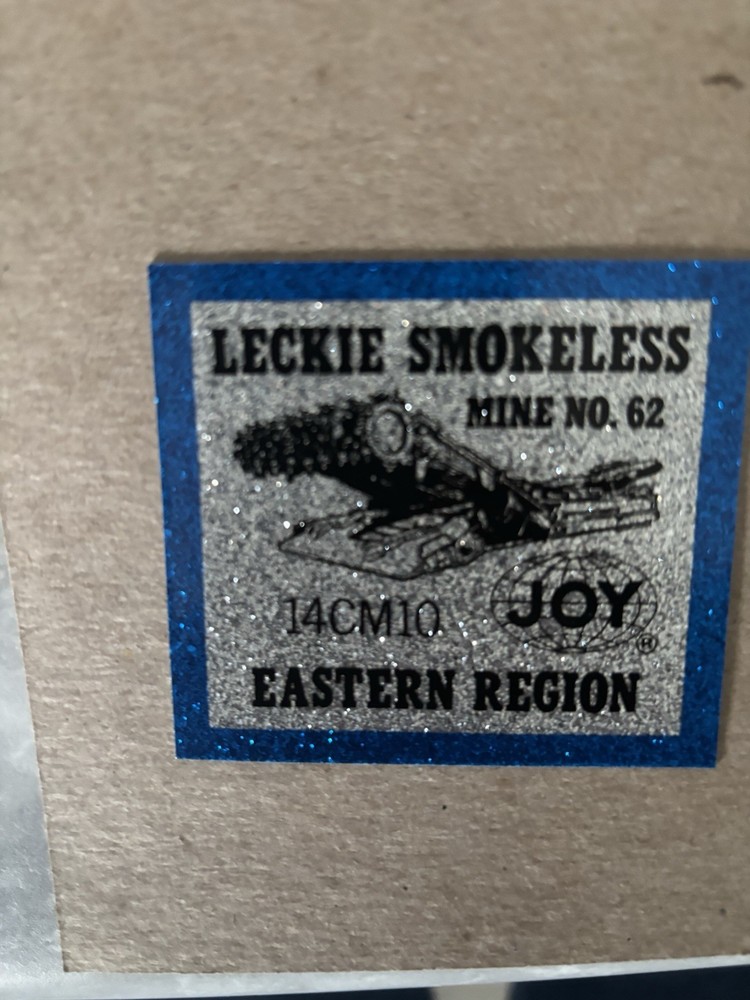 LECKIE SMOKELESS
MINE NO. 62
14CM10
JOY
®
EASTERN REGION